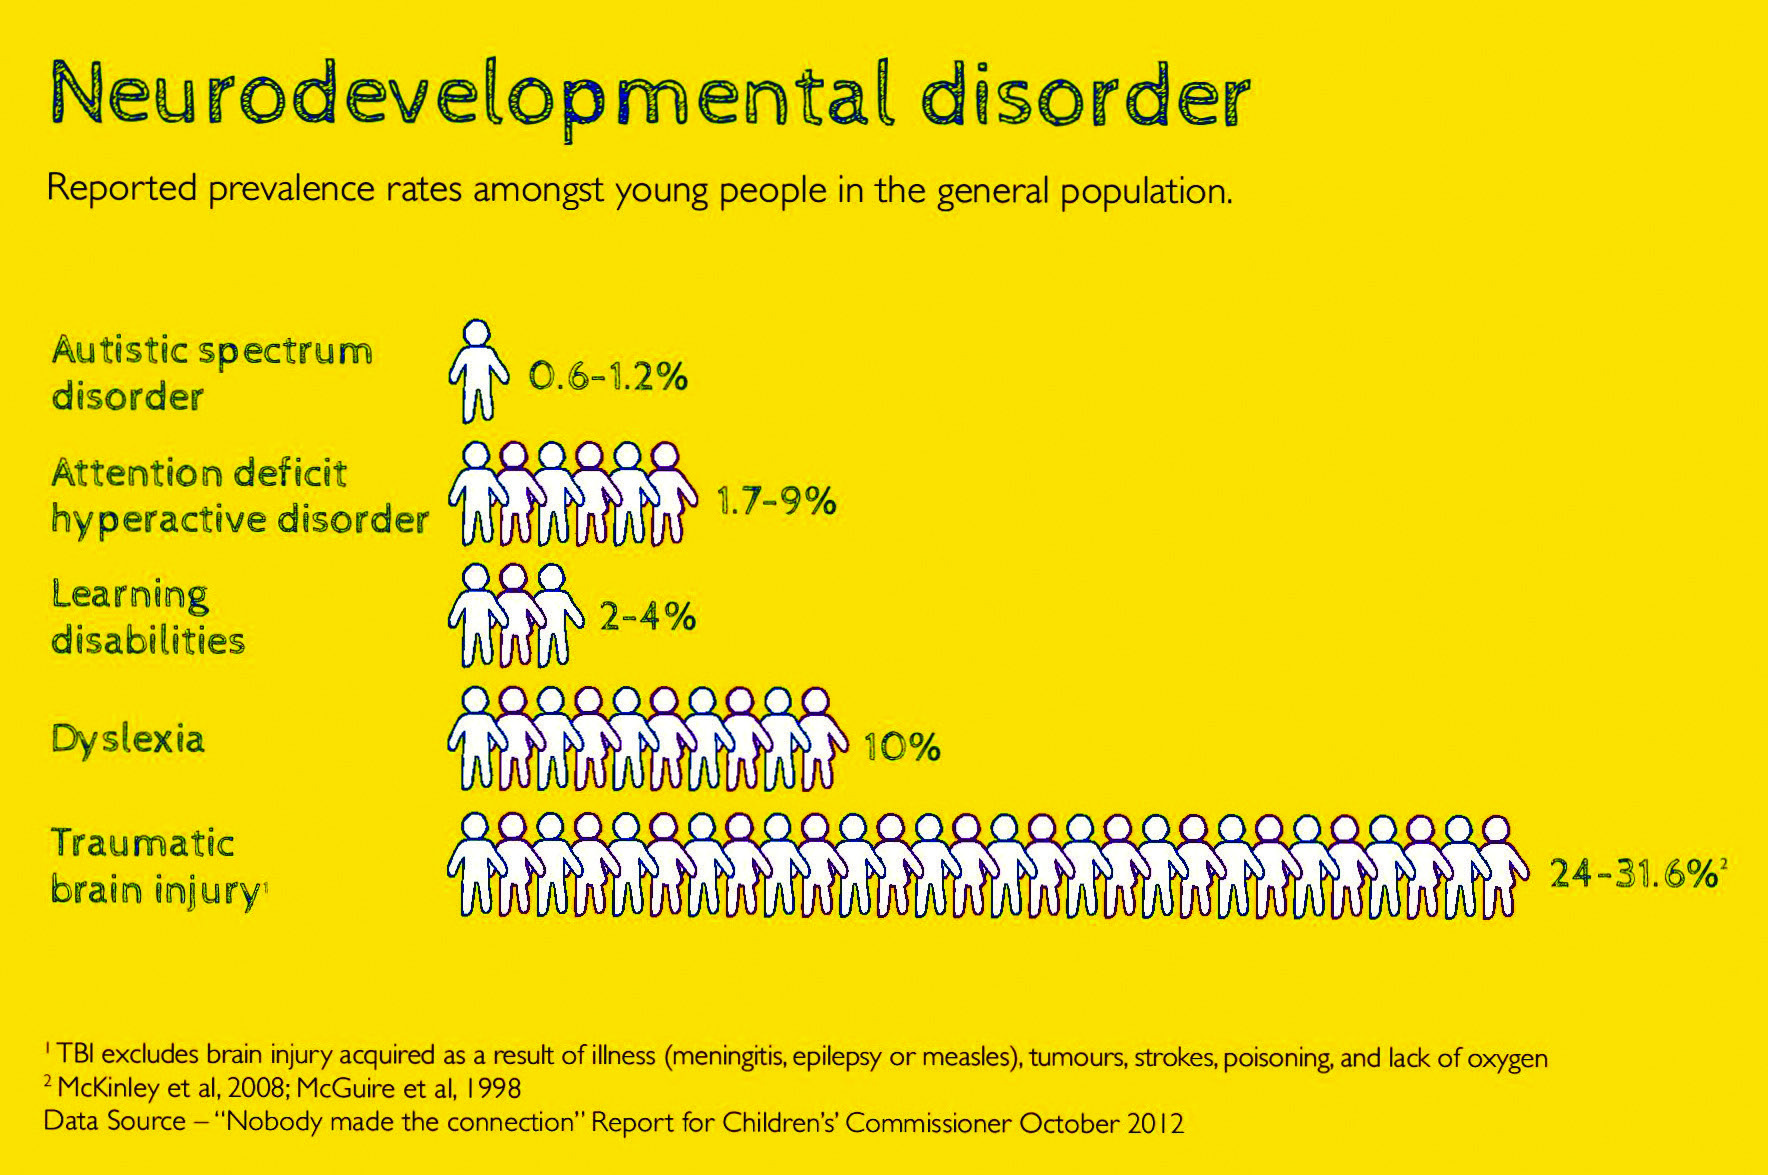 Neurodevelopmental disorder
Reported prevalence rates amongst young people in the general population.
Autistic spectrum
disorder
0.6–1.2%
Attention deficit
hyperactive disorder
1.7–9%
Learning
disabilities
2–4%
Dyslexia
10%
Traumatic
brain injury¹
24–31.6%²
¹ TBI excludes brain injury acquired as a result of illness (meningitis, epilepsy or measles), tumours, strokes, poisoning, and lack of oxygen
² McKinley et al, 2008; McGuire et al, 1998
Data Source – “Nobody made the connection” Report for Children’s’ Commissioner October 2012